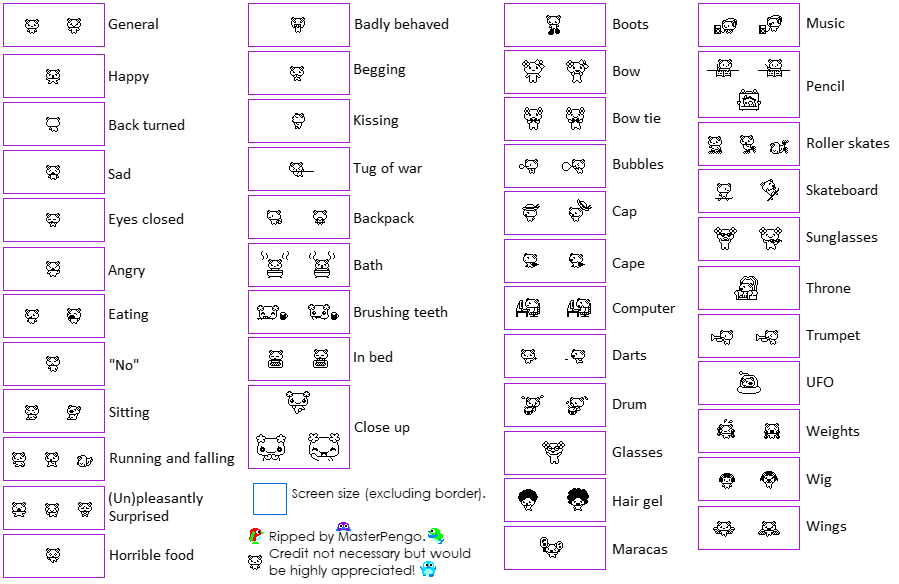 General
Happy
Back turned
Sad
Eyes closed
Angry
Eating
"No"
Sitting
Running and falling
(Un)pleasantly
Surprised
Horrible food
Badly behaved
Begging
Kissing
Tug of war
Backpack
Bath
Brushing teeth
In bed
Close up
Screen size (excluding border).
Ripped by MasterPengo.
Credit not necessary but would
be highly appreciated!
Boots
Bow
Bow tie
Bubbles
Cap
Cape
Computer
Darts
Drum
Glasses
Hair gel
Maracas
Music
Pencil
Roller skates
Skateboard
Sunglasses
Throne
Trumpet
UFO
Weights
Wig
Wings